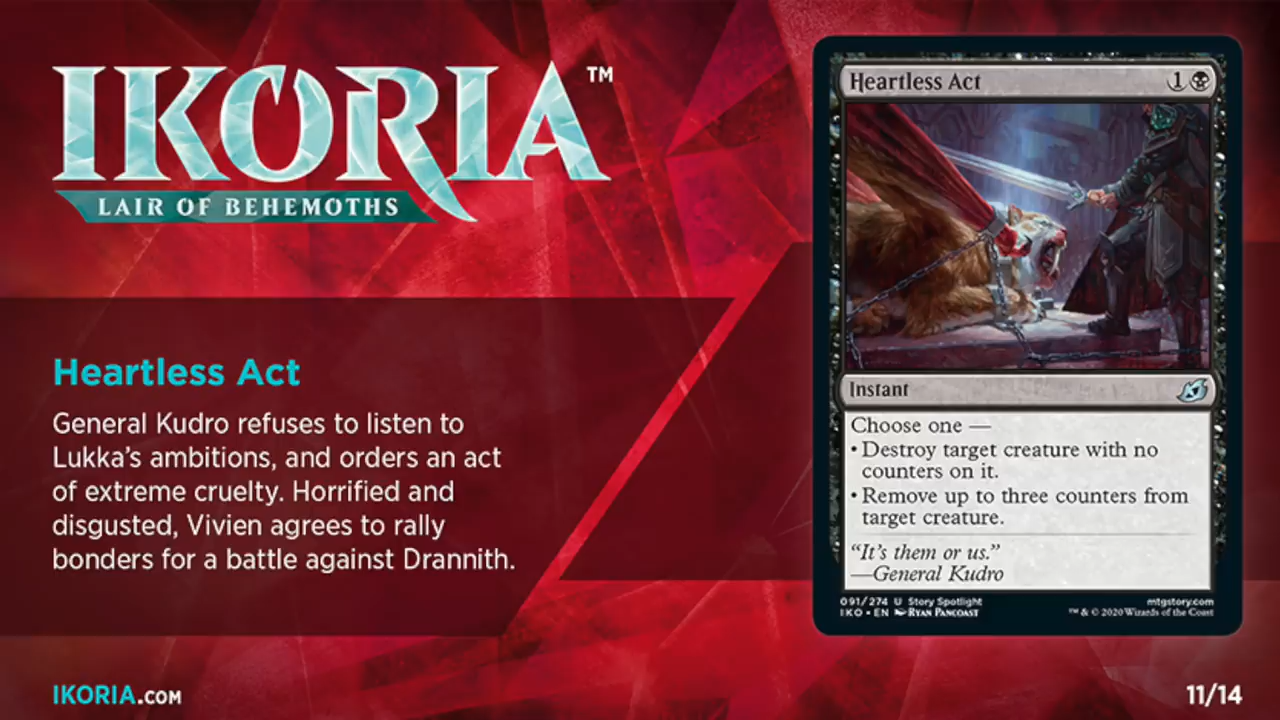 IKORIA™
LAIR OF BEHEMOTHS
Heartless Act
General Kudro refuses to listen to
Lukka's ambitions, and orders an act
of extreme cruelty. Horrified and
disgusted, Vivien agrees to rally
bonders for a battle against Drannith.
IKORIA.COM
Heartless Act 1
Instant
Choose one —
• Destroy target creature with no
counters on it.
• Remove up to three counters from
target creature.
"It's them or us."
—General Kudro
091/274 U Story Spotlight
IKO • EN Ryan Pancoast
mtgstory.com
™ & © 2020 Wizards of the Coast
11/14